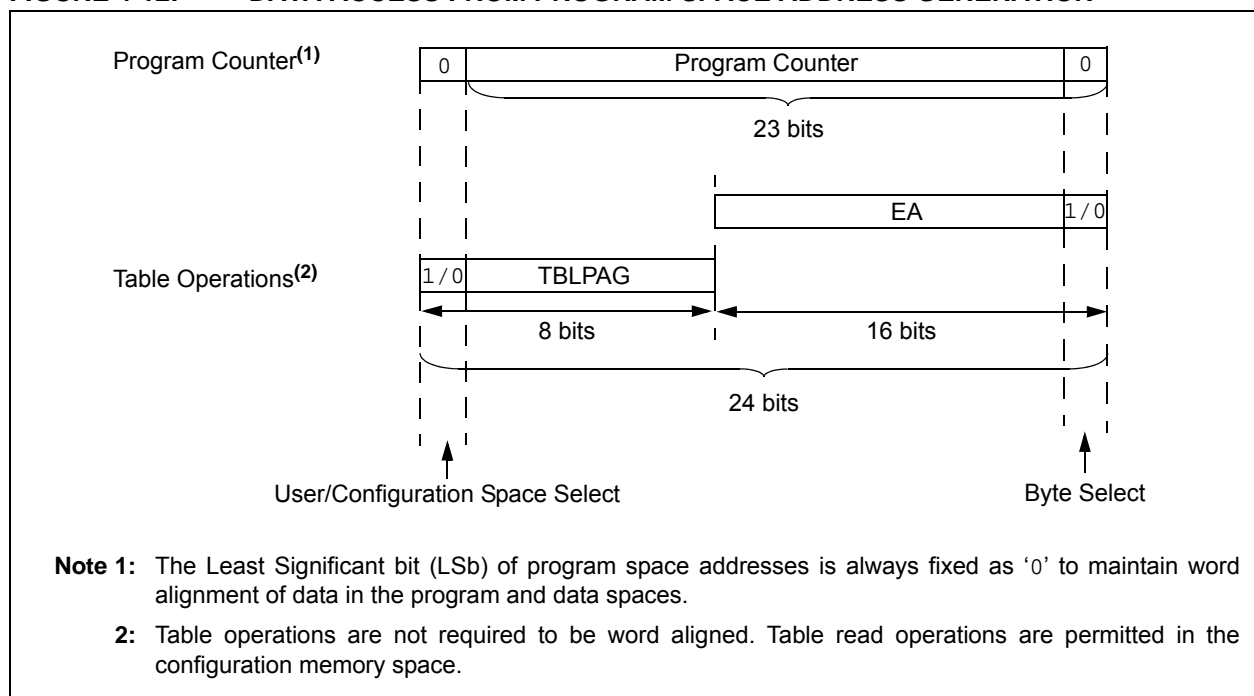 Program Counter(1)
0
Program Counter
0
23 bits
EA
1/0
Table Operations(2)
1/0
TBLPAG
8 bits
16 bits
24 bits
User/Configuration Space Select
Byte Select
Note 1: The Least Significant bit (LSb) of program space addresses is always fixed as ‘0’ to maintain word
alignment of data in the program and data spaces.
2: Table operations are not required to be word aligned. Table read operations are permitted in the
configuration memory space.